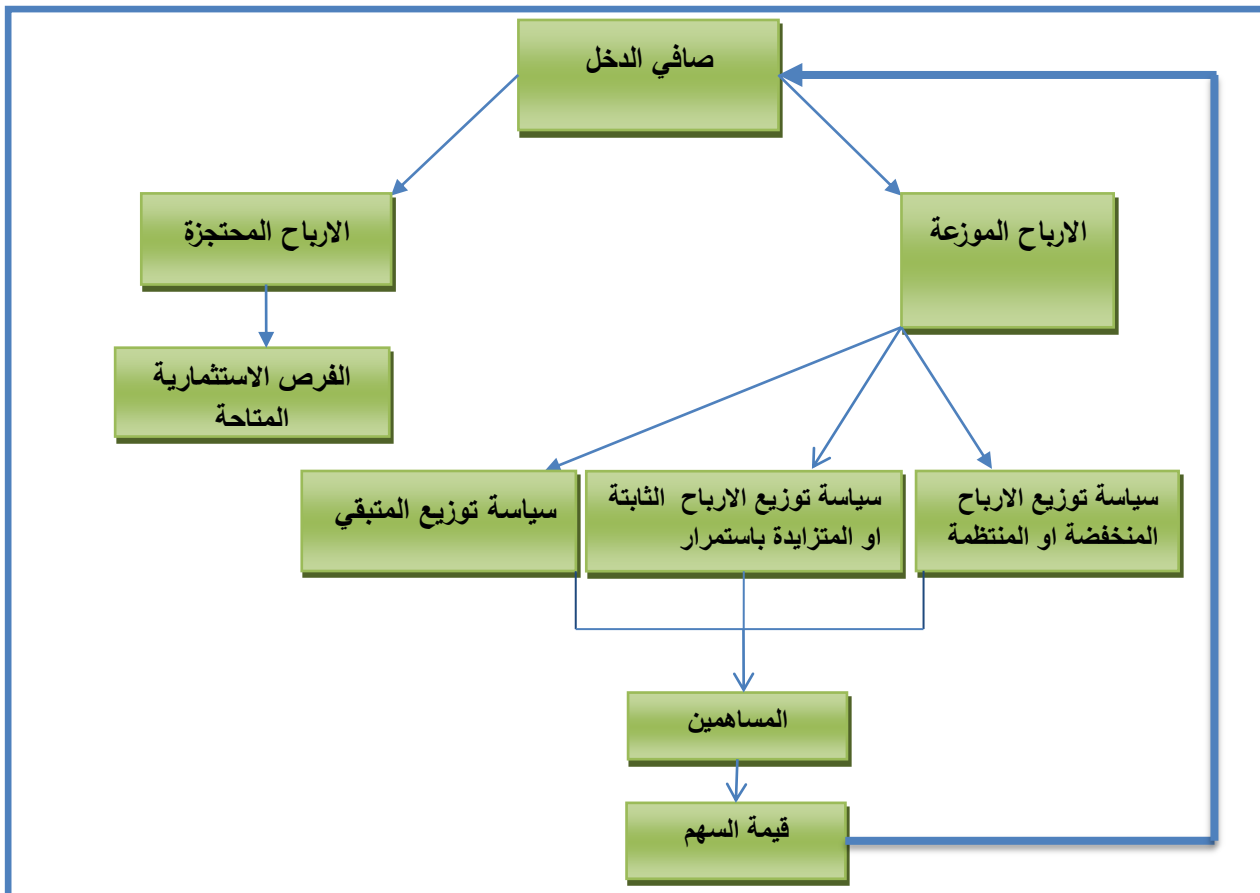 صافي الدخل
الارباح الموزعة
الارباح المحتجزة
الفرص الاستثمارية
المتاحة
سياسة توزيع الارباح
المنخفضة او المنتظمة
سياسة توزيع الارباح الثابتة
او المتزايدة باستمرار
سياسة توزيع المتبقي
المساهمين
قيمة السهم